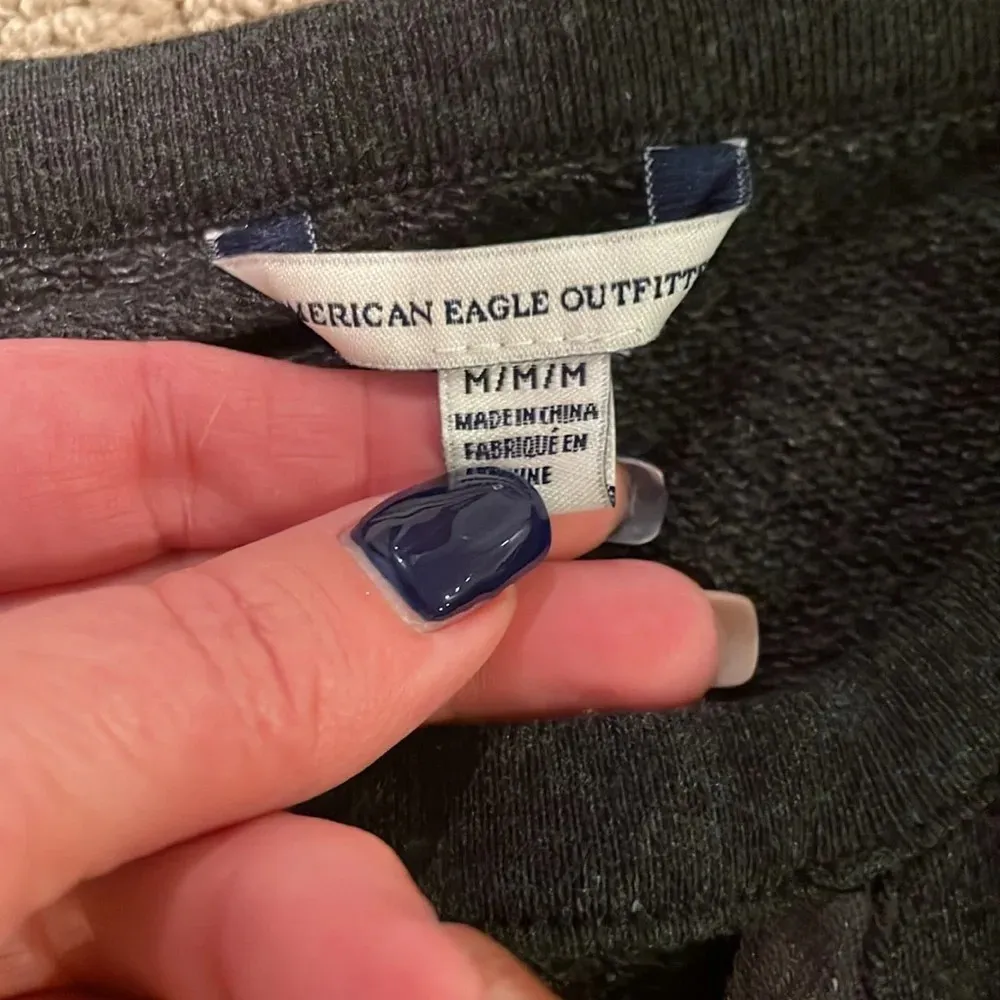 MERICAN EAGLE OUTFITT
M/M/M
MADE IN CHINA
FABRIQUÉ EN